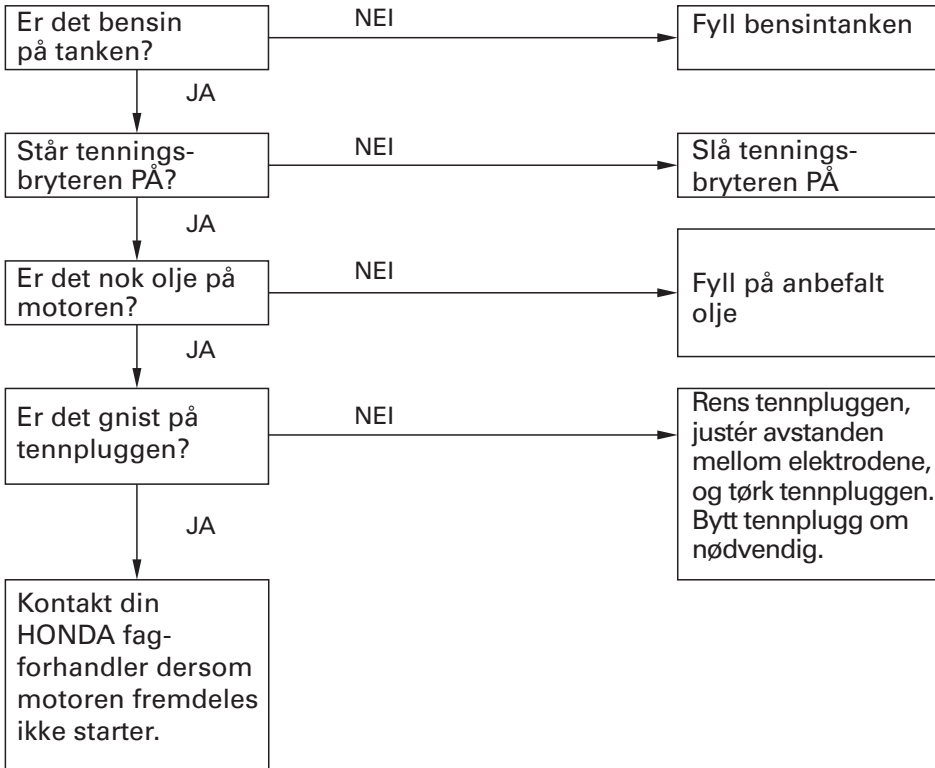 Er det bensin
på tanken?
NEI
Fyll bensintanken
JA
Står tennings-
bryteren PÅ?
NEI
Slå tennings-
bryteren PÅ
JA
Er det nok olje på
motoren?
NEI
Fyll på anbefalt
olje
JA
Er det gnist på
tennpluggen?
NEI
Rens tennpluggen,
justér avstanden
mellom elektrodene,
og tørk tennpluggen.
Bytt tennplugg om
nødvendig.
JA
Kontakt din
HONDA fag-
forhandler dersom
motoren fremdeles
ikke starter.